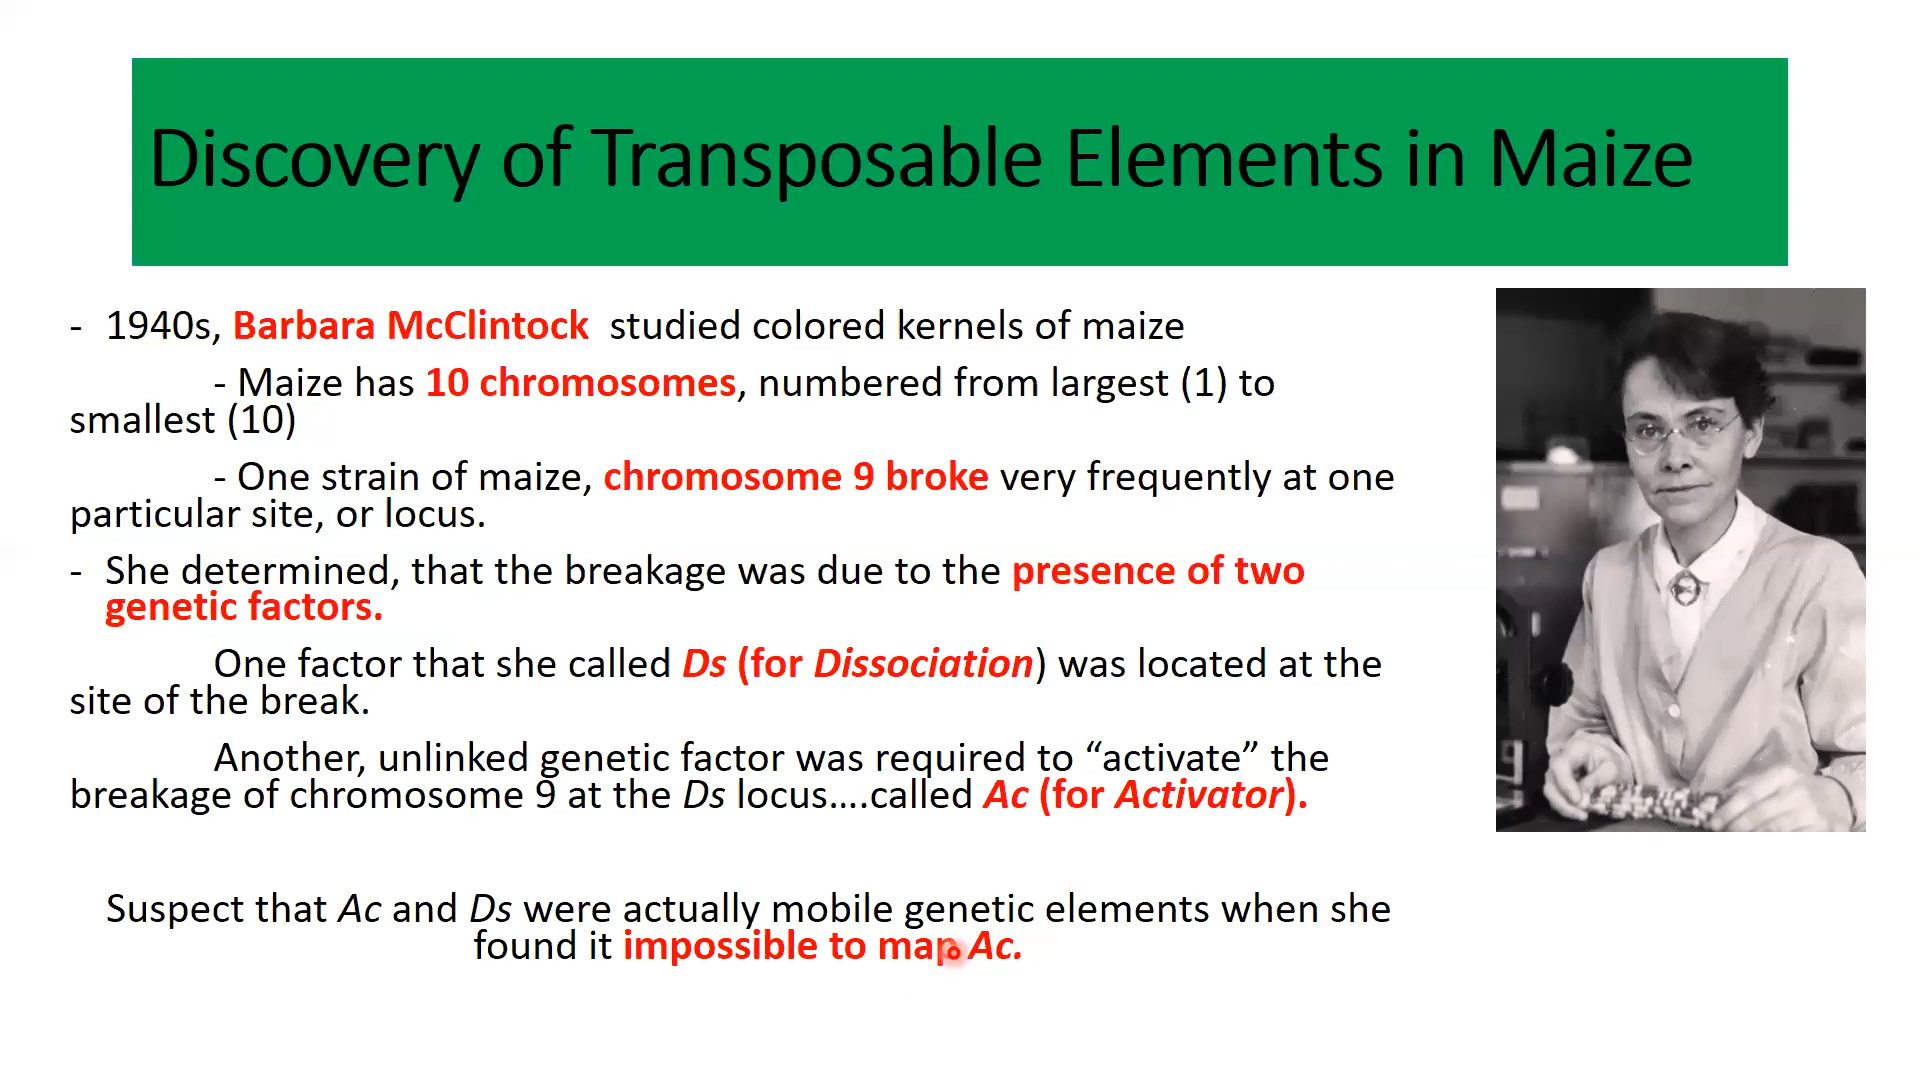 Discovery of Transposable Elements in Maize
- 1940s, Barbara McClintock studied colored kernels of maize
- Maize has 10 chromosomes, numbered from largest (1) to
smallest (10)
- One strain of maize, chromosome 9 broke very frequently at one
particular site, or locus.
- She determined, that the breakage was due to the presence of two
genetic factors.
One factor that she called Ds (for Dissociation) was located at the
site of the break.
Another, unlinked genetic factor was required to “activate” the
breakage of chromosome 9 at the Ds locus....called Ac (for Activator).
Suspect that Ac and Ds were actually mobile genetic elements when she
found it impossible to map Ac.